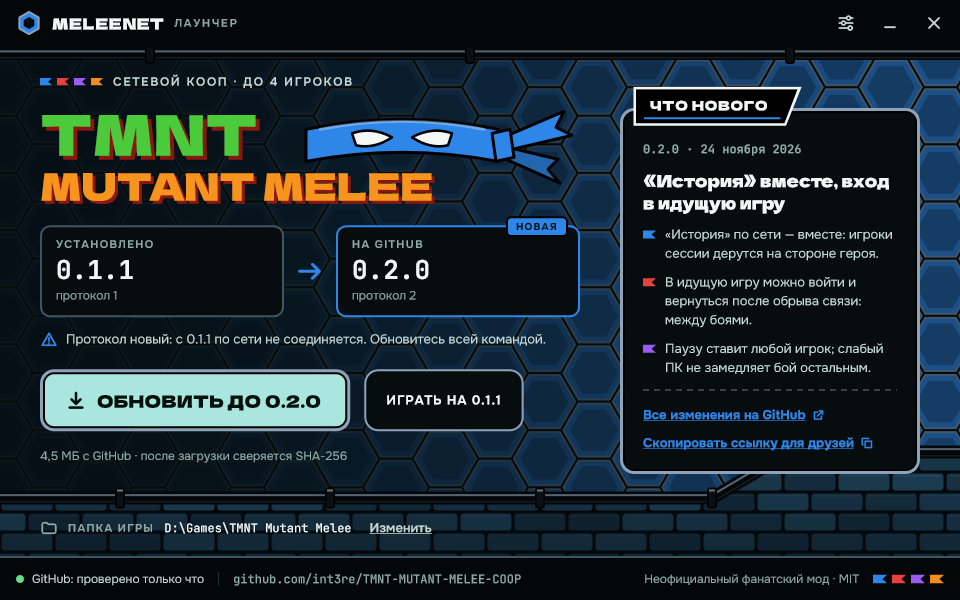 MELEENET ЛАУНЧЕР
СЕТЕВОЙ КООП · ДО 4 ИГРОКОВ
TMNT
MUTANT MELEE
УСТАНОВЛЕНО
0.1.1
протокол 1
НОВАЯ
НА GITHUB
0.2.0
протокол 2
Протокол новый: с 0.1.1 по сети не соединяется. Обновитесь всей командой.
ОБНОВИТЬ ДО 0.2.0
ИГРАТЬ НА 0.1.1
4,5 МБ с GitHub · после загрузки сверяется SHA-256
ЧТО НОВОГО
0.2.0 · 24 ноября 2026
«История» вместе, вход
в идущую игру
«История» по сети — вместе: игроки
сессии дерутся на стороне героя.
В идущую игру можно войти и
вернуться после обрыва связи:
между боями.
Паузу ставит любой игрок; слабый
ПК не замедляет бой остальным.
Все изменения на GitHub
Скопировать ссылку для друзей
ПАПКА ИГРЫ D:\Games\TMNT Mutant Melee Изменить
GitHub: проверено только что github.com/int3re/TMNT-MUTANT-MELEE-COOP Неофициальный фанатский мод · MIT